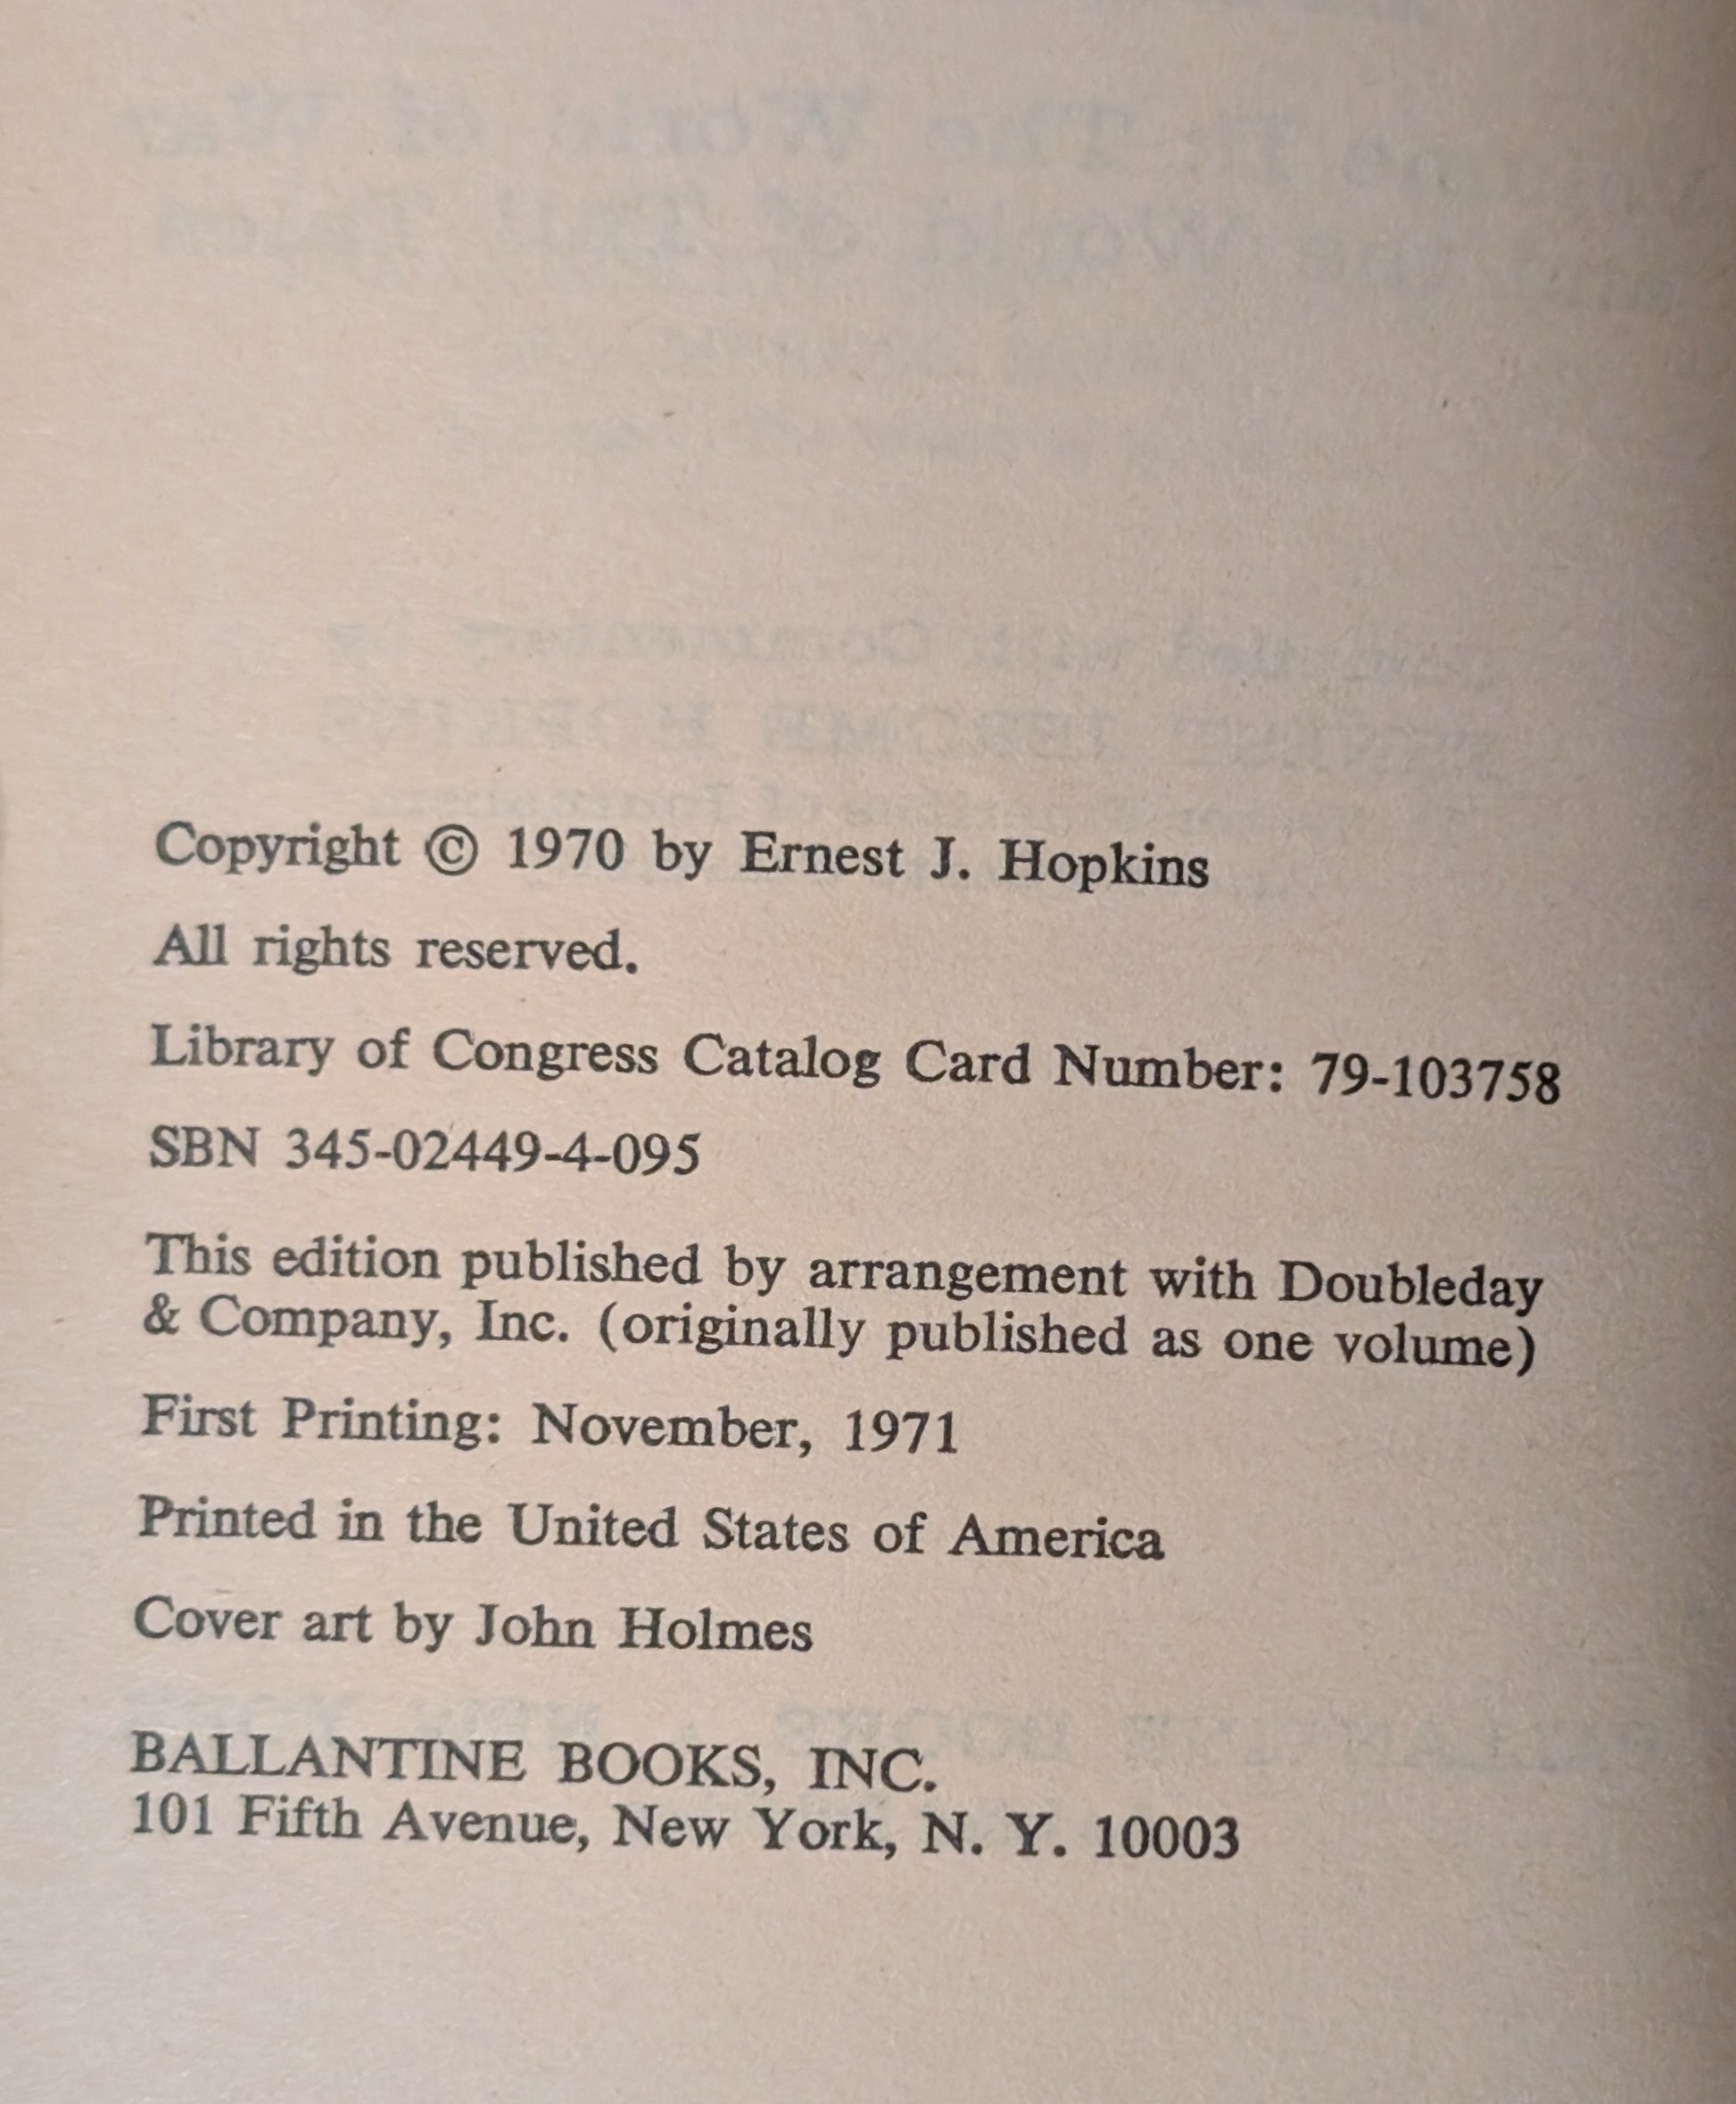 Copyright © 1970 by Ernest J. Hopkins
All rights reserved.
Library of Congress Catalog Card Number: 79-103758
SBN 345-02449-4-095
This edition published by arrangement with Doubleday
& Company, Inc. (originally published as one volume)
First Printing: November, 1971
Printed in the United States of America
Cover art by John Holmes
BALLANTINE BOOKS, INC.
101 Fifth Avenue, New York, N. Y. 10003